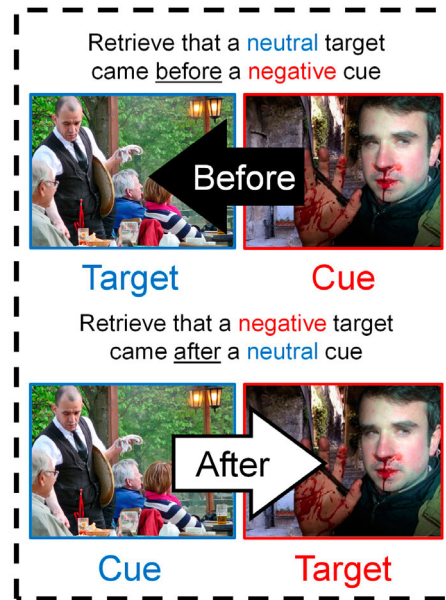 Retrieve that a neutral target
came before a negative cue
Before
Target Cue
Retrieve that a negative target
came after a neutral cue
After
Cue Target